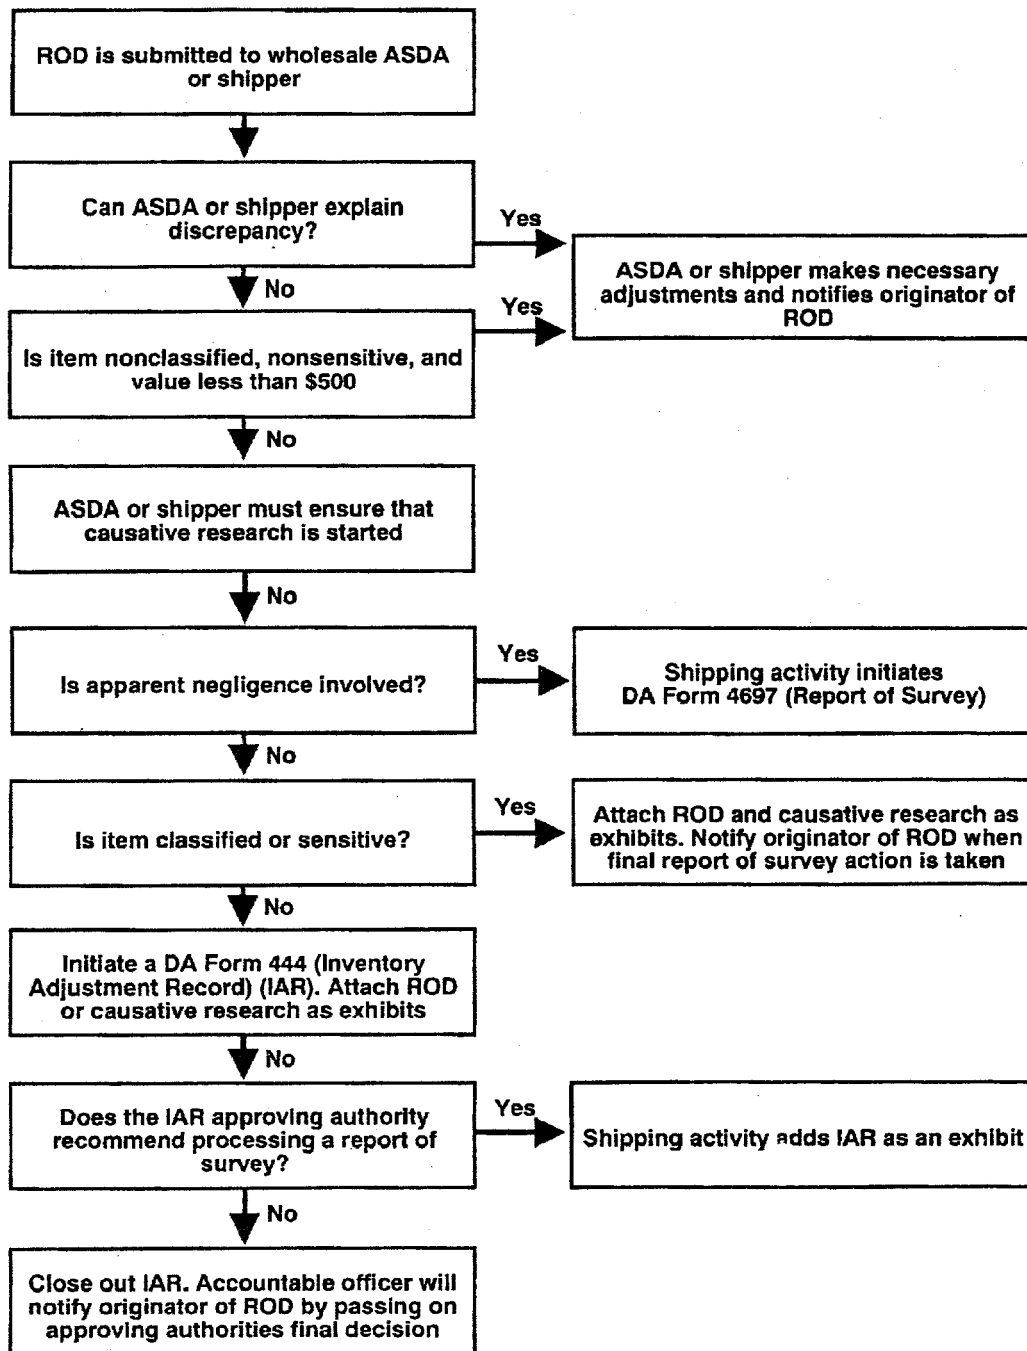 ROD is submitted to wholesale ASDA
or shipper
Can ASDA or shipper explain
discrepancy?
Yes
ASDA or shipper makes necessary
adjustments and notifies originator of
ROD
No
Yes
Is item nonclassified, nonsensitive, and
value less than $500
No
ASDA or shipper must ensure that
causative research is started
No
Is apparent negligence involved?
Yes
Shipping activity initiates
DA Form 4697 (Report of Survey)
No
Is item classified or sensitive?
Yes
Attach ROD and causative research as
exhibits. Notify originator of ROD when
final report of survey action is taken
No
Initiate a DA Form 444 (Inventory
Adjustment Record) (IAR). Attach ROD
or causative research as exhibits
No
Does the IAR approving authority
recommend processing a report of
survey?
Yes
Shipping activity adds IAR as an exhibit
No
Close out IAR. Accountable officer will
notify originator of ROD by passing on
approving authorities final decision